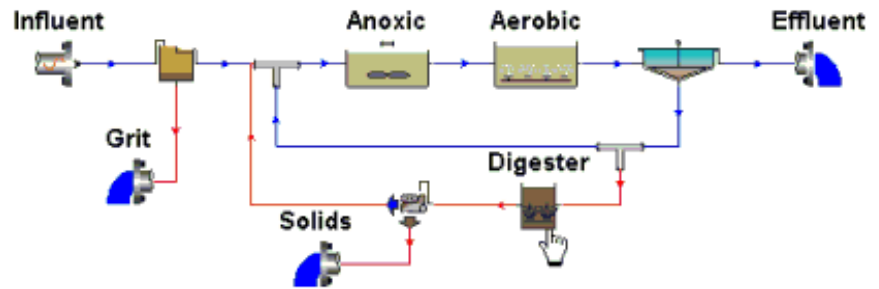 Influent
Anoxic
Aerobic
Effluent
Grit
Digester
Solids